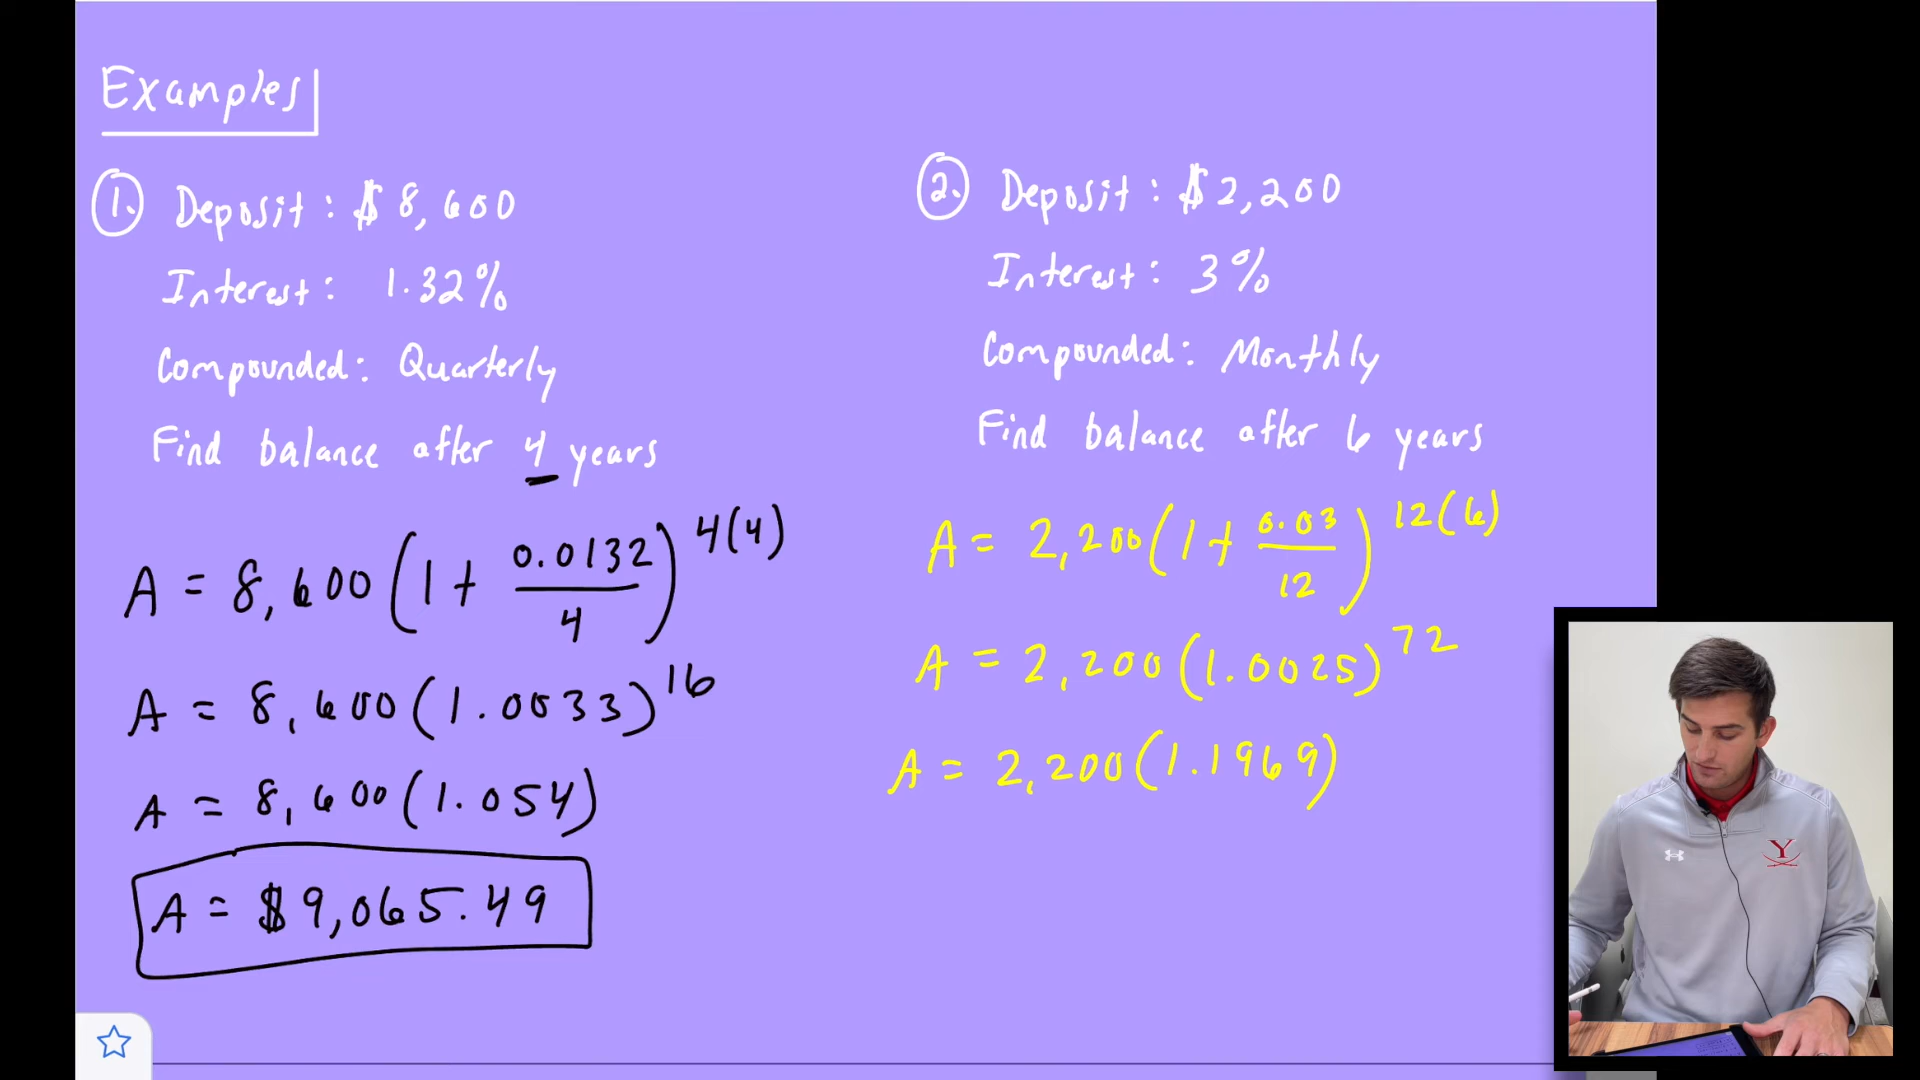 Examples
1. Deposit: $8,600
Interest: 1.32%
Compounded: Quarterly
Find balance after 4 years
A = 8,600(1 + 0.0132/4)^4(4)
A = 8,600(1.0033)^16
A = 8,600(1.054)
A = $9,065.49
2. Deposit: $2,200
Interest: 3%
Compounded: Monthly
Find balance after 6 years
A = 2,200(1 + 0.03/12)^12(6)
A = 2,200(1.0025)^72
A = 2,200(1.1969)
Y